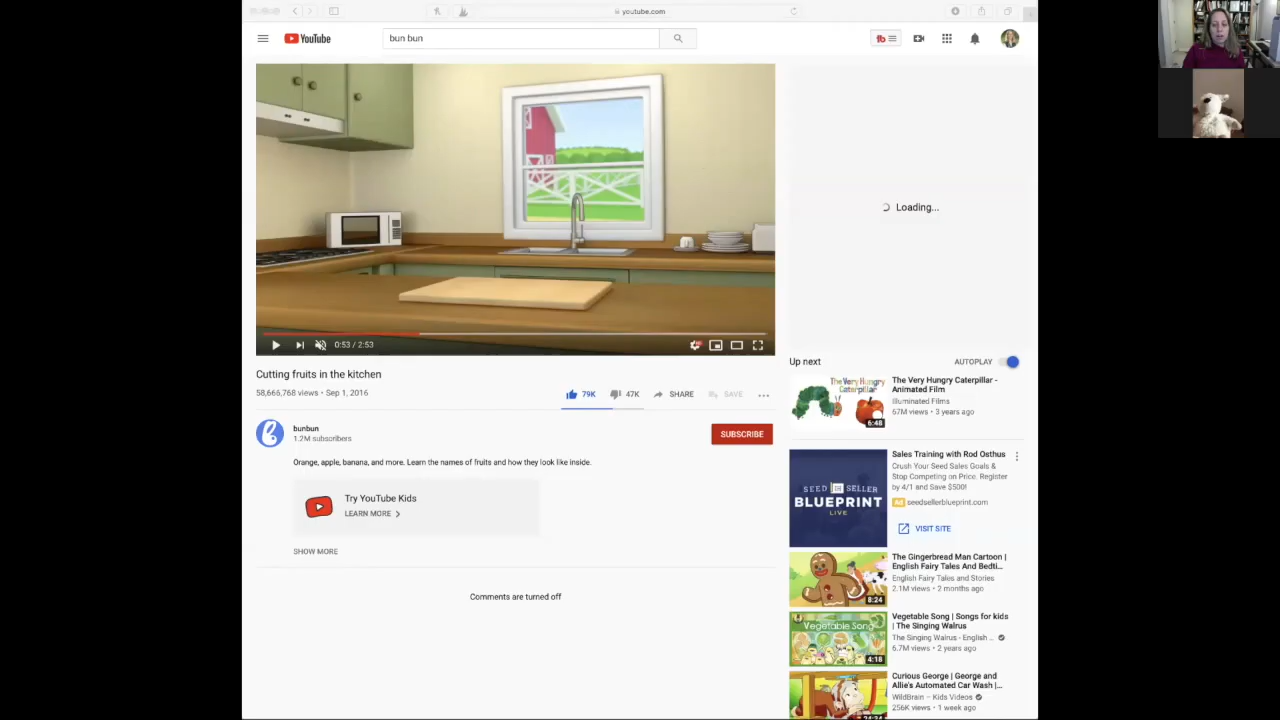 youtube.com
YouTube
bun bun
Loading...
0:53 / 2:53
Cutting fruits in the kitchen
58,666,768 views • Sep 1, 2016
79K
47K
SHARE
SAVE
bunbun
1.2M subscribers
SUBSCRIBE
Orange, apple, banana, and more. Learn the names of fruits and how they look like inside.
Try YouTube Kids
LEARN MORE
SHOW MORE
Comments are turned off
Up next
AUTOPLAY
The Very Hungry Caterpillar
6:48
The Very Hungry Caterpillar -
Animated Film
Illuminated Films
67M views • 3 years ago
SEED SELLER
BLUEPRINT
LIVE
Sales Training with Rod Osthus
Crush Your Seed Sales Goals &
Stop Competing on Price. Register
by 4/1 and Save $500!
Ad seedsellerblueprint.com
VISIT SITE
8:24
The Gingerbread Man Cartoon |
English Fairy Tales And Bedti...
English Fairy Tales and Stories
2.1M views • 2 months ago
Vegetable Song
4:18
Vegetable Song | Songs for kids
| The Singing Walrus
The Singing Walrus - English ...
6.7M views • 2 years ago
Curious George | George and
Allie's Automated Car Wash |...
WildBrain – Kids Videos
256K views • 1 week ago